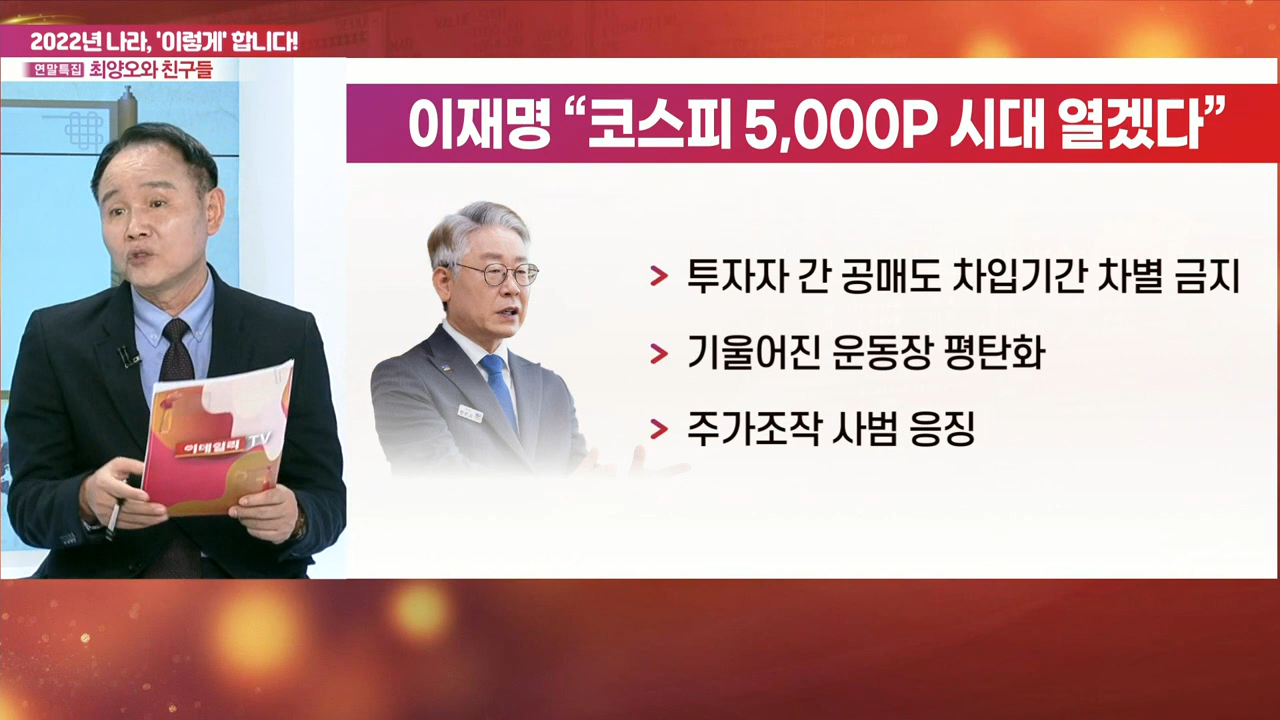 2022년 나라, '이렇게' 합니다!
연말특집 최양오와 친구들
이재명 “코스피 5,000P 시대 열겠다”
> 투자자 간 공매도 차입기간 차별 금지
> 기울어진 운동장 평탄화
> 주가조작 사범 응징
이데일리 TV